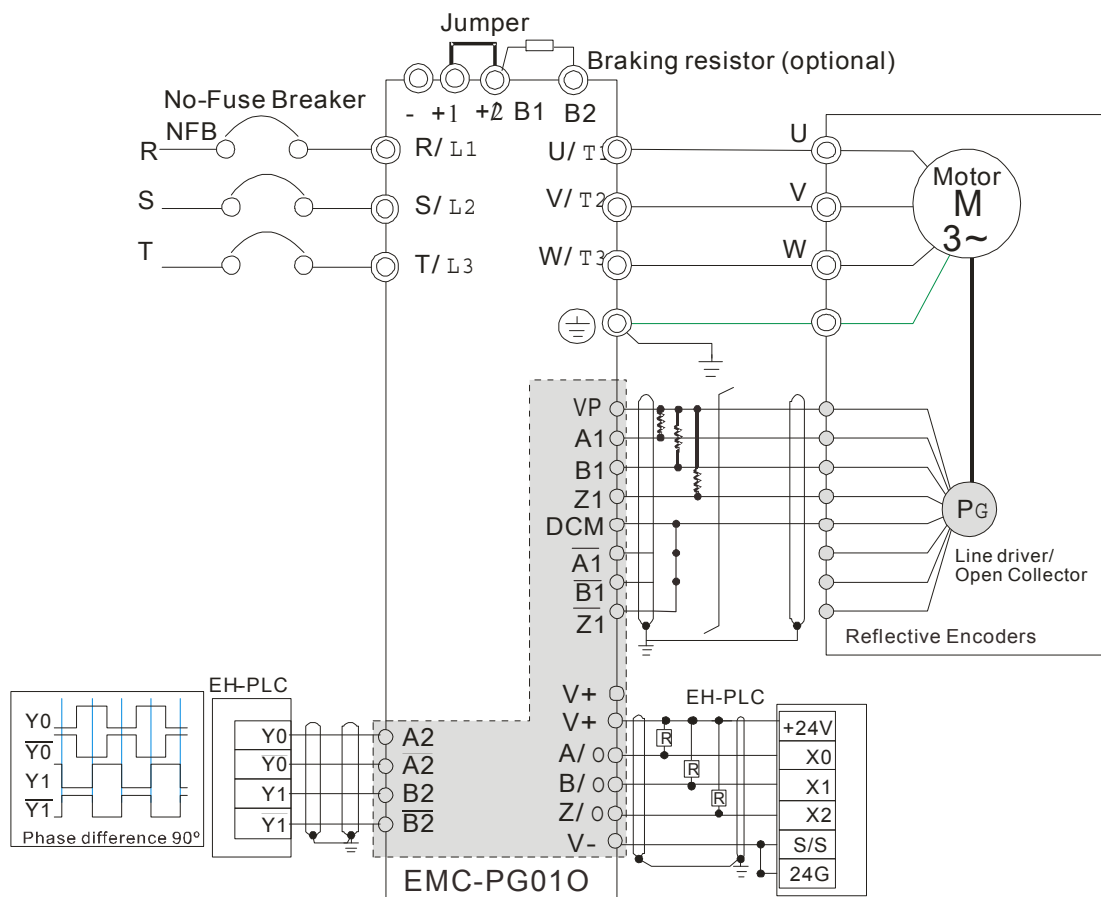 Jumper
Braking resistor (optional)
No-Fuse Breaker
- +1 +2 B1 B2
NFB
R
R/ L1
U/ T1
U
S
S/ L2
V/ T2
V
T
T/ L3
W/ T3
W
Motor
M
3~
VP
A1
B1
Z1
DCM
A1
B1
Z1
PG
Line driver/
Open Collector
Reflective Encoders
Y0
Y0
Y1
Y1
Phase difference 90º
EH-PLC
Y0
Y0
Y1
Y1
A2
A2
B2
B2
V+
V+
A/ O
B/ O
Z/ O
V-
EH-PLC
R
R
R
+24V
X0
X1
X2
S/S
24G
EMC-PG01O